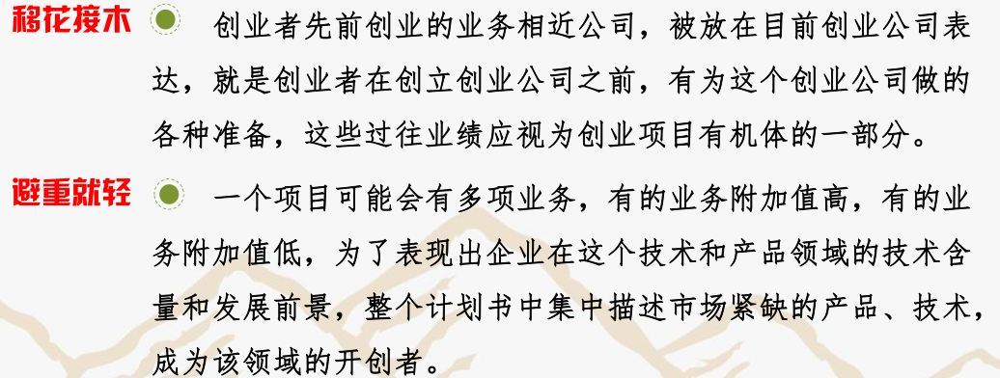 移花接木 创业者先前创业的业务相近公司，被放在目前创业公司表
达，就是创业者在创立创业公司之前，有为这个创业公司做的
各种准备，这些过往业绩应视为创业项目有机体的一部分。
避重就轻 一个项目可能会有多项业务，有的业务附加值高，有的业
务附加值低，为了表现出企业在这个技术和产品领域的技术含
量和发展前景，整个计划书中集中描述市场紧缺的产品、技术，
成为该领域的开创者。